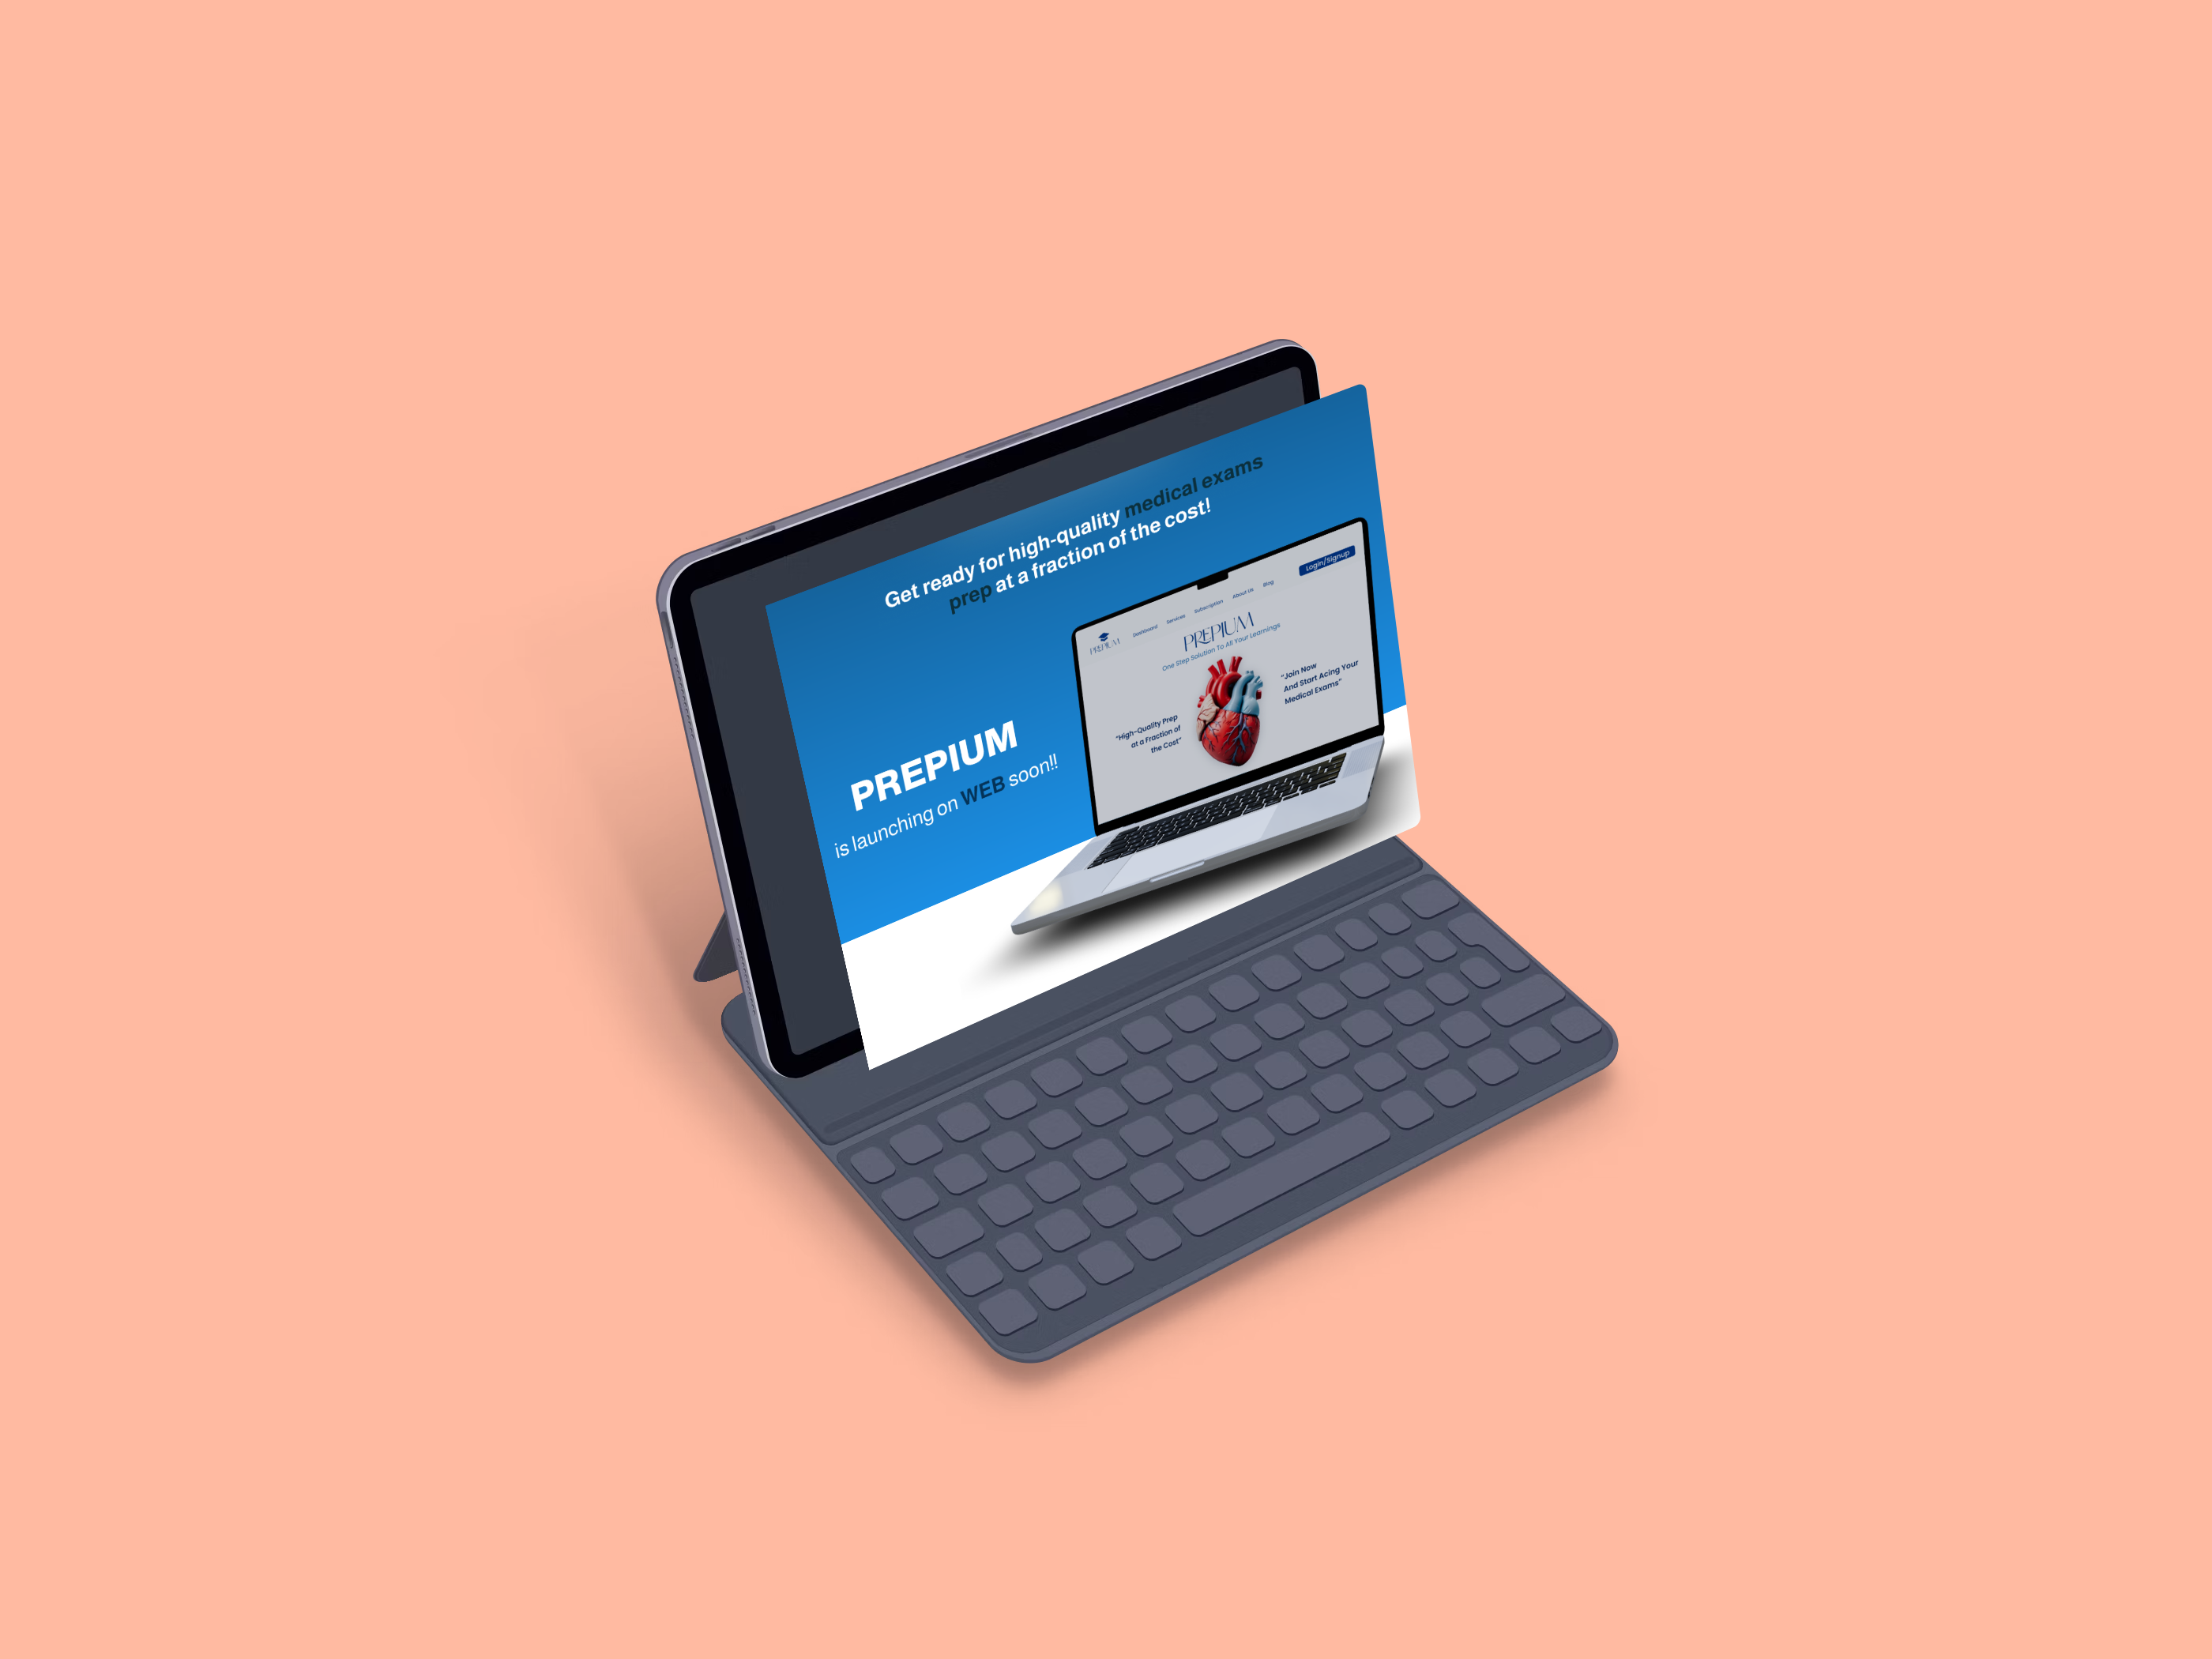 Get ready for high-quality medical exams
prep at a fraction of the cost!
PREPIUM
is launching on WEB soon!!
PREPIUM
Dashboard
Services
Subscription
About Us
Blog
Login/Signup
PREPIUM
One Step Solution To All Your Learnings
"High-Quality Prep
at a Fraction of
the Cost"
"Join Now
And Start Acing Your
Medical Exams"